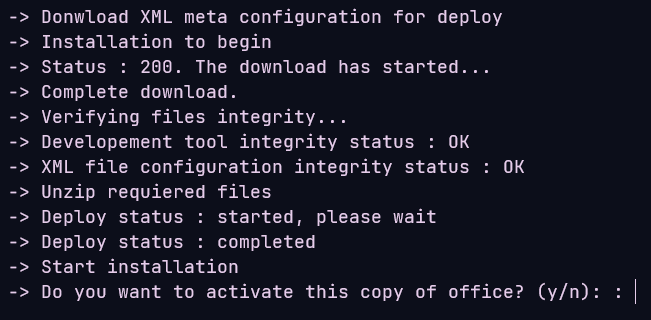 -> Donwload XML meta configuration for deploy
-> Installation to begin
-> Status : 200. The download has started...
-> Complete download.
-> Verifying files integrity...
-> Developement tool integrity status : OK
-> XML file configuration integrity status : OK
-> Unzip requiered files
-> Deploy status : started, please wait
-> Deploy status : completed
-> Start installation
-> Do you want to activate this copy of office? (y/n): :